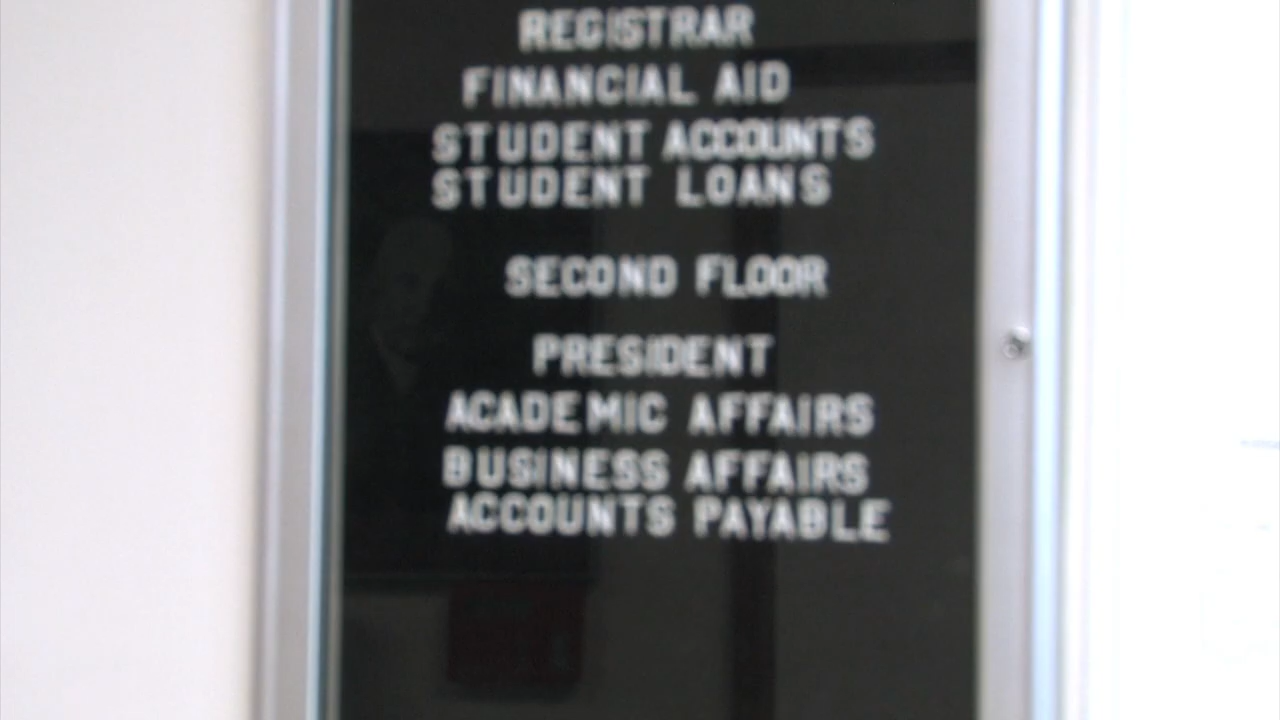 REGISTRAR
FINANCIAL AID
STUDENT ACCOUNTS
STUDENT LOANS
SECOND FLOOR
PRESIDENT
ACADEMIC AFFAIRS
BUSINESS AFFAIRS
ACCOUNTS PAYABLE